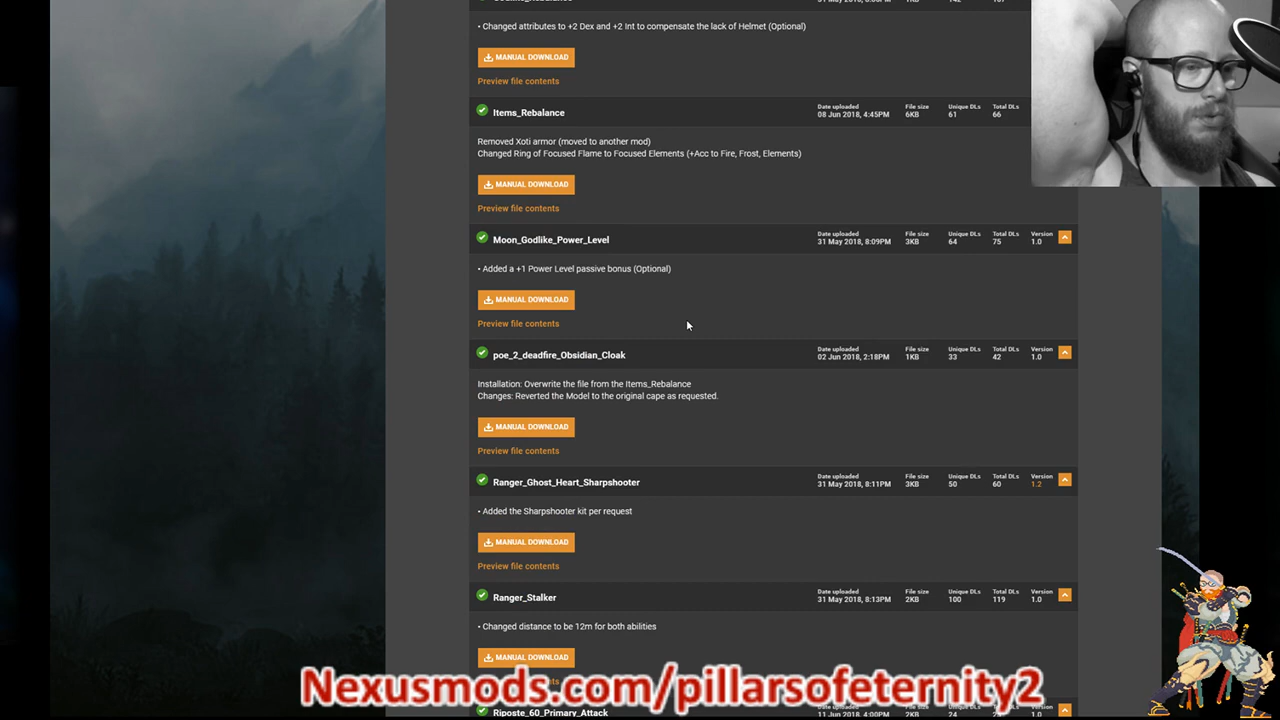 • Changed attributes to +2 Dex and +2 Int to compensate the lack of Helmet (Optional)
MANUAL DOWNLOAD
Preview file contents
Items_Rebalance
Date uploaded
08 Jun 2018, 4:45PM
File size
6KB
Unique DLs
61
Total DLs
66
Removed Xoti armor (moved to another mod)
Changed Ring of Focused Flame to Focused Elements (+Acc to Fire, Frost, Elements)
MANUAL DOWNLOAD
Preview file contents
Moon_Godlike_Power_Level
Date uploaded
31 May 2018, 8:09PM
File size
3KB
Unique DLs
64
Total DLs
75
Version
1.0
• Added a +1 Power Level passive bonus (Optional)
MANUAL DOWNLOAD
Preview file contents
poe_2_deadfire_Obsidian_Cloak
Date uploaded
02 Jun 2018, 2:18PM
File size
1KB
Unique DLs
33
Total DLs
42
Version
1.0
Installation: Overwrite the file from the Items_Rebalance
Changes: Reverted the Model to the original cape as requested.
MANUAL DOWNLOAD
Preview file contents
Ranger_Ghost_Heart_Sharpshooter
Date uploaded
31 May 2018, 8:11PM
File size
3KB
Unique DLs
50
Total DLs
60
Version
1.2
• Added the Sharpshooter kit per request
MANUAL DOWNLOAD
Preview file contents
Ranger_Stalker
Date uploaded
31 May 2018, 8:13PM
File size
2KB
Unique DLs
100
Total DLs
119
Version
1.0
• Changed distance to be 12m for both abilities
MANUAL DOWNLOAD
Nexusmods.com/pillarsofeternity2
Riposte_60_Primary_Attack
11 Jun 2018, 4:00PM
2KB
24
1.0